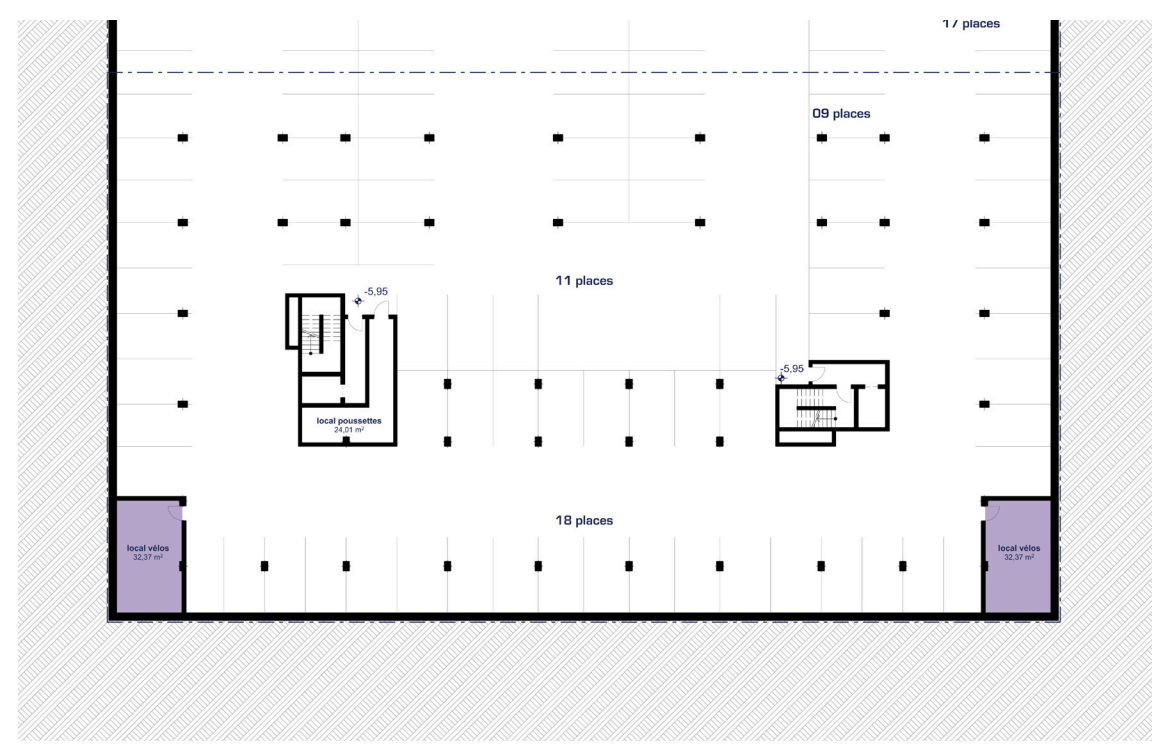 17 places
09 places
11 places
-5,95
-5,95
local poussettes
24,01 m²
18 places
local vélos
32,37 m²
local vélos
32,37 m²